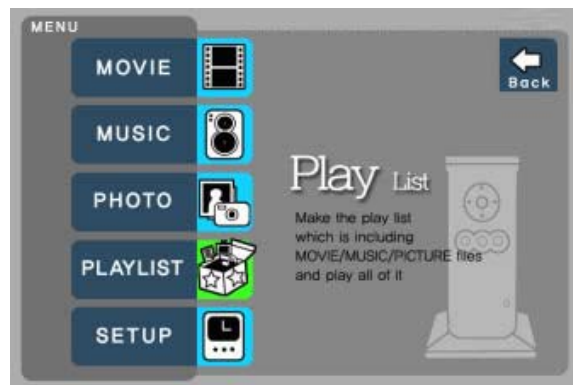 MENU
MOVIE
MUSIC
PHOTO
PLAYLIST
SETUP
Back
Play List
Make the play list
which is including
MOVIE/MUSIC/PICTURE files
and play all of it